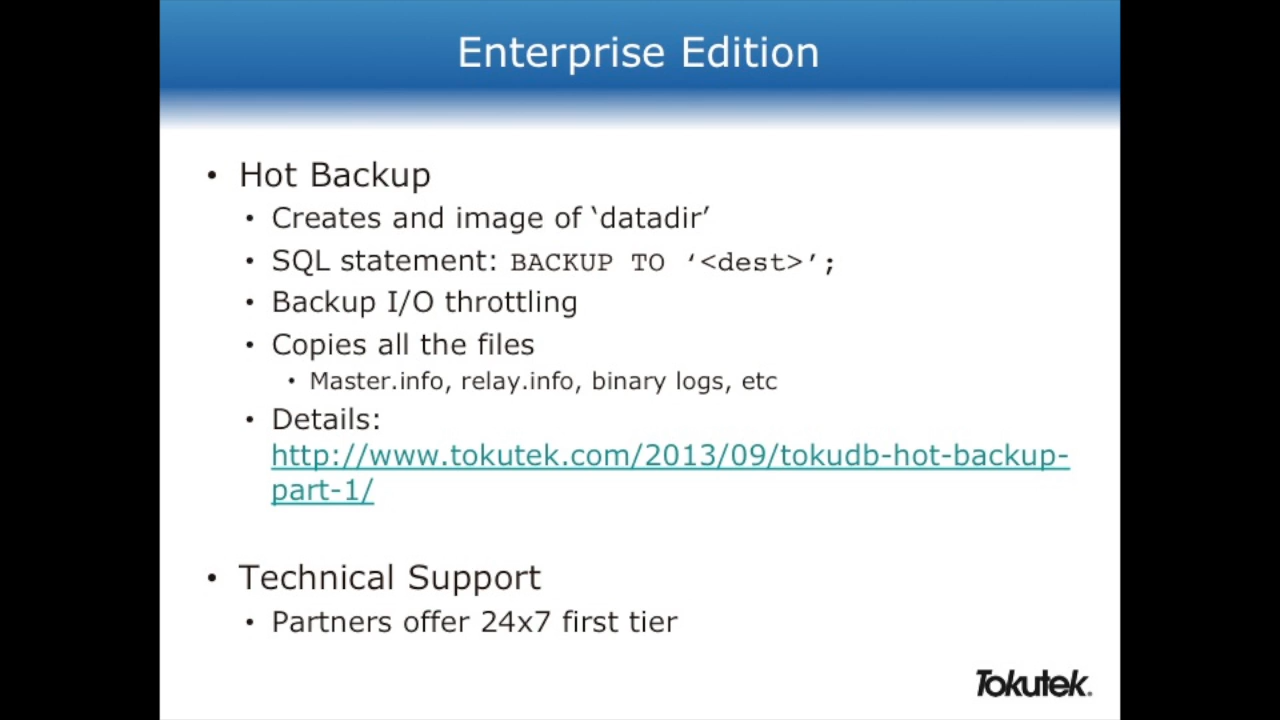 Enterprise Edition
• Hot Backup
• Creates and image of ‘datadir’
• SQL statement: BACKUP TO ‘<dest>’;
• Backup I/O throttling
• Copies all the files
• Master.info, relay.info, binary logs, etc
• Details:
http://www.tokutek.com/2013/09/tokudb-hot-backup-
part-1/
• Technical Support
• Partners offer 24x7 first tier
Tokutek®